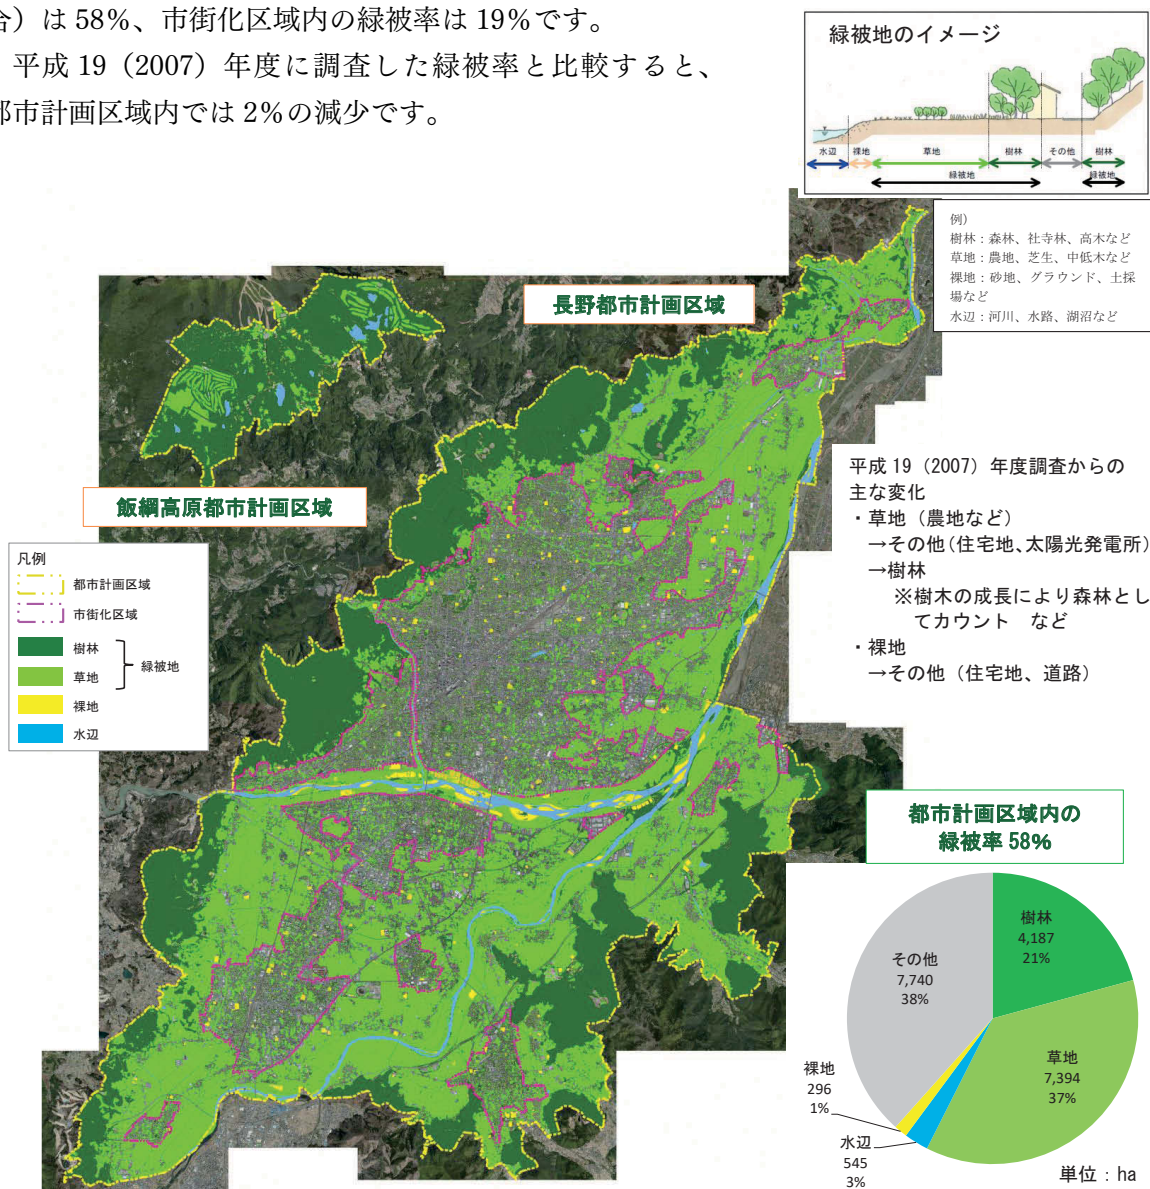 合）は 58%、市街化区域内の緑被率は 19%です。
平成 19（2007）年度に調査した緑被率と比較すると、
都市計画区域内では 2%の減少です。
緑被地のイメージ
水辺 裸地 草地 樹林 その他 樹林
緑被地 緑被地
例）
樹林：森林、社寺林、高木など
草地：農地、芝生、中低木など
裸地：砂地、グラウンド、土採
場など
水辺：河川、水路、湖沼など
長野都市計画区域
飯綱高原都市計画区域
凡例
都市計画区域
市街化区域
樹林
草地
緑被地
裸地
水辺
平成 19（2007）年度調査からの
主な変化
・草地（農地など）
→その他（住宅地、太陽光発電所）
→樹林
※樹木の成長により森林とし
てカウント　など
・裸地
→その他（住宅地、道路）
都市計画区域内の
緑被率 58%
樹林
4,187
21%
草地
7,394
37%
水辺
545
3%
裸地
296
1%
その他
7,740
38%
単位：ha